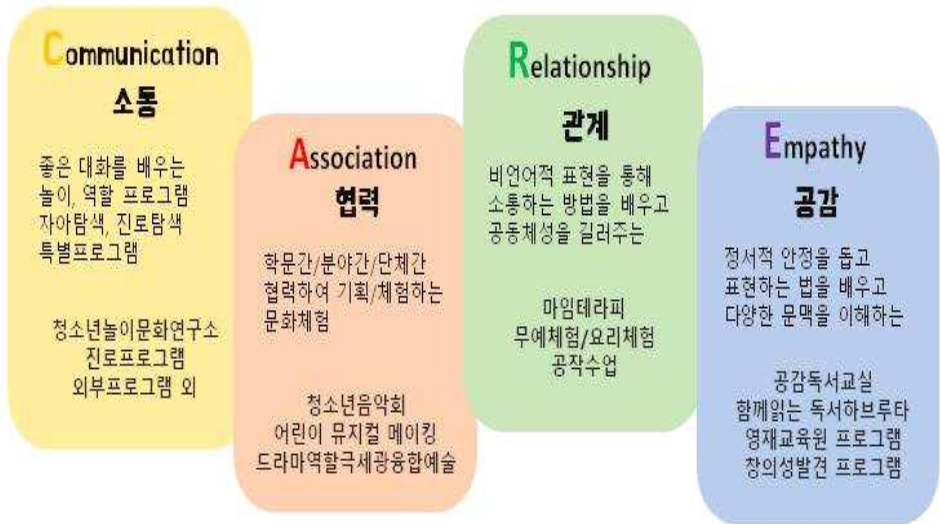 Communication
소통
좋은 대화를 배우는
놀이, 역할 프로그램
자아탐색, 진로탐색
특별프로그램
청소년놀이문화연구소
진로프로그램
외부프로그램 외
Association
협력
학문간/분야간/단체간
협력하여 기획/체험하는
문화체험
청소년음악회
어린이 뮤지컬 메이킹
드라마역할극세광융합예술
Relationship
관계
비언어적 표현을 통해
소통하는 방법을 배우고
공동체성을 길러주는
마임테라피
무예체험/요리체험
공작수업
Empathy
공감
정서적 안정을 돕고
표현하는 법을 배우고
다양한 문맥을 이해하는
공감독서교실
함께읽는 독서하브루타
영재교육원 프로그램
창의성발견 프로그램